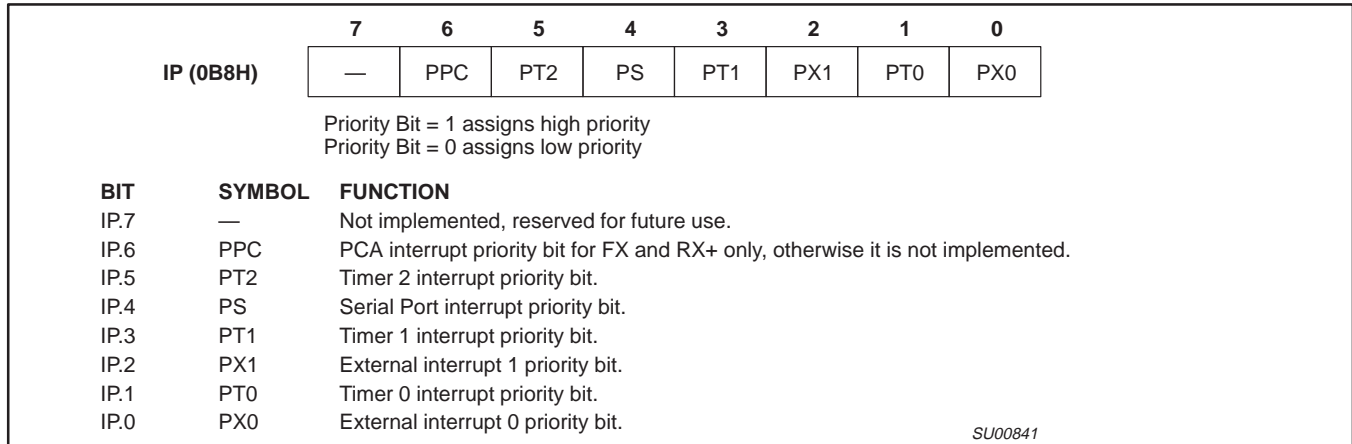 7 6 5 4 3 2 1 0
IP (0B8H) — PPC PT2 PS PT1 PX1 PT0 PX0
Priority Bit = 1 assigns high priority
Priority Bit = 0 assigns low priority
BIT SYMBOL FUNCTION
IP.7 — Not implemented, reserved for future use.
IP.6 PPC PCA interrupt priority bit for FX and RX+ only, otherwise it is not implemented.
IP.5 PT2 Timer 2 interrupt priority bit.
IP.4 PS Serial Port interrupt priority bit.
IP.3 PT1 Timer 1 interrupt priority bit.
IP.2 PX1 External interrupt 1 priority bit.
IP.1 PT0 Timer 0 interrupt priority bit.
IP.0 PX0 External interrupt 0 priority bit.
SU00841